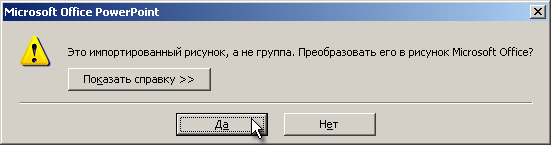 Microsoft Office PowerPoint
Это импортированный рисунок, а не группа. Преобразовать его в рисунок Microsoft Office?
Показать справку >>
Да
Нет